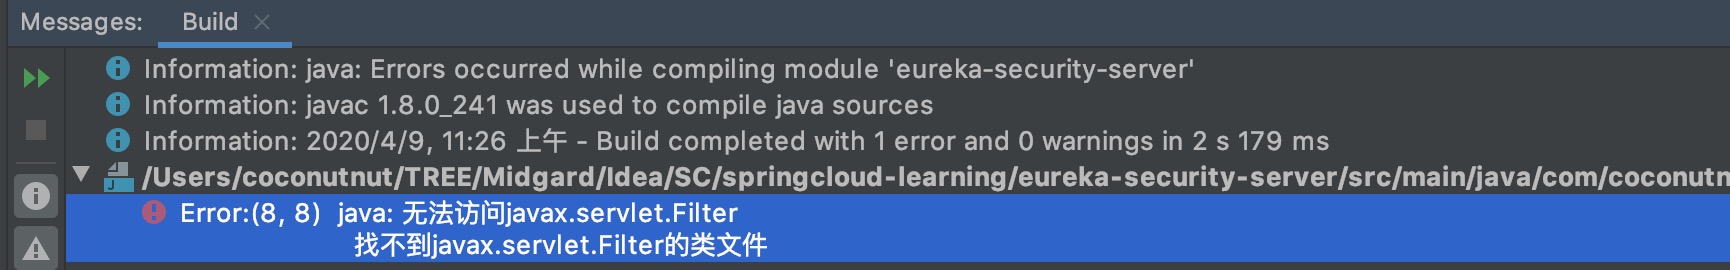 Messages: Build
Information: java: Errors occurred while compiling module 'eureka-security-server'
Information: javac 1.8.0_241 was used to compile java sources
Information: 2020/4/9, 11:26 上午 - Build completed with 1 error and 0 warnings in 2 s 179 ms
/Users/coconutnut/TREE/Midgard/Idea/SC/springcloud-learning/eureka-security-server/src/main/java/com/coconutn
Error:(8, 8) java: 无法访问javax.servlet.Filter
找不到javax.servlet.Filter的类文件